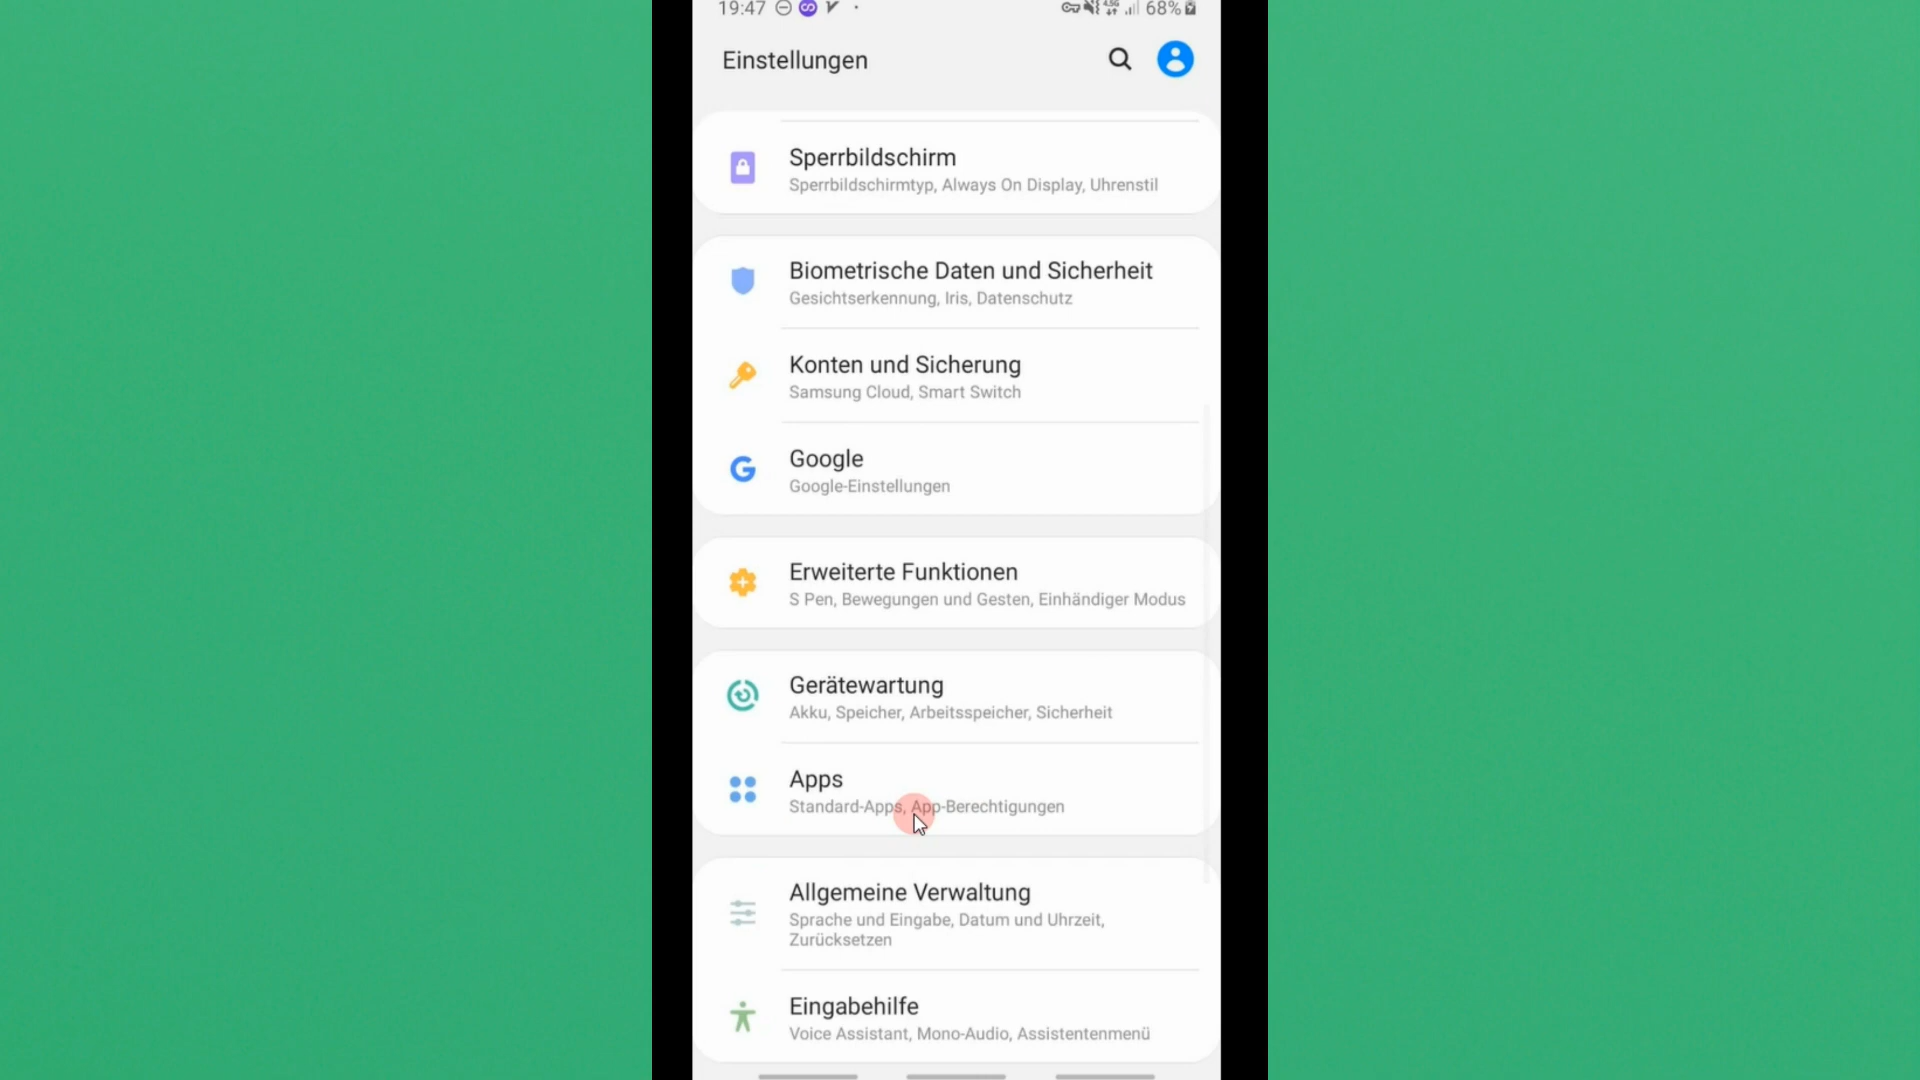 19:47 68%
Einstellungen
Sperrbildschirm
Sperrbildschirmtyp, Always On Display, Uhrenstil
Biometrische Daten und Sicherheit
Gesichtserkennung, Iris, Datenschutz
Konten und Sicherung
Samsung Cloud, Smart Switch
Google
Google-Einstellungen
Erweiterte Funktionen
S Pen, Bewegungen und Gesten, Einhändiger Modus
Gerätewartung
Akku, Speicher, Arbeitsspeicher, Sicherheit
Apps
Standard-Apps, App-Berechtigungen
Allgemeine Verwaltung
Sprache und Eingabe, Datum und Uhrzeit,
Zurücksetzen
Eingabehilfe
Voice Assistant, Mono-Audio, Assistentenmenü